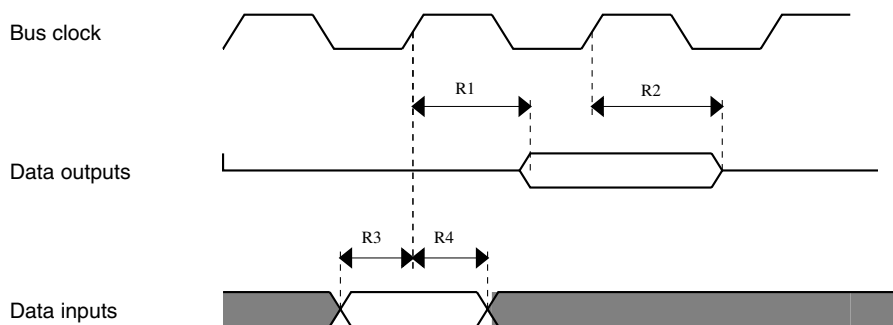 Bus clock
R1
R2
Data outputs
R3
R4
Data inputs